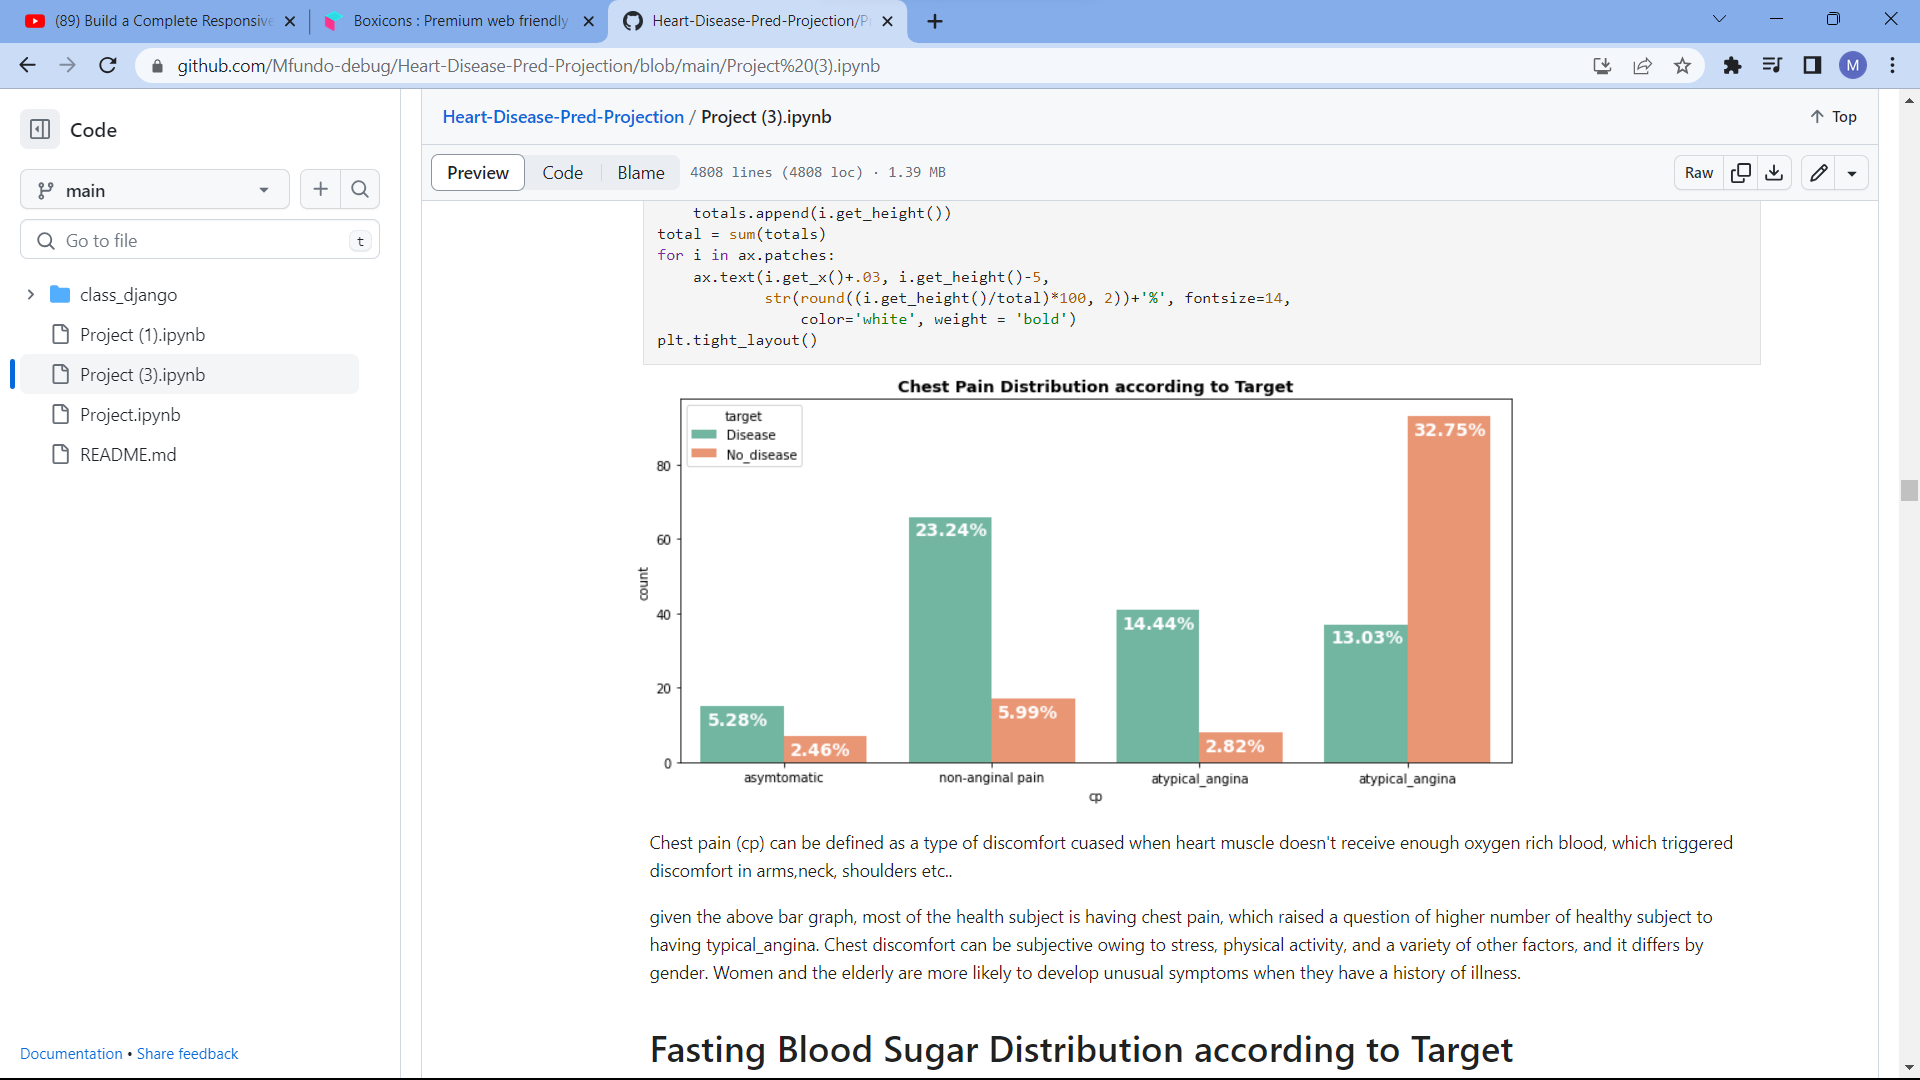 (89) Build a Complete Responsive
Boxicons : Premium web friendly
Heart-Disease-Pred-Projection/P
github.com/Mfundo-debug/Heart-Disease-Pred-Projection/blob/main/Project%20(3).ipynb
M
Code
main
Go to file
t
class_django
Project (1).ipynb
Project (3).ipynb
Project.ipynb
README.md
Documentation • Share feedback
Heart-Disease-Pred-Projection / Project (3).ipynb
Top
Preview
Code
Blame
4808 lines (4808 loc) · 1.39 MB
Raw
totals.append(i.get_height())
total = sum(totals)
for i in ax.patches:
ax.text(i.get_x()+.03, i.get_height()-5,
str(round((i.get_height()/total)*100, 2))+'%', fontsize=14,
color='white', weight = 'bold')
plt.tight_layout()
Chest Pain Distribution according to Target
target
Disease
No_disease
80
60
40
20
0
count
5.28%
2.46%
23.24%
5.99%
14.44%
2.82%
13.03%
32.75%
asymtomatic
non-anginal pain
atypical_angina
atypical_angina
cp
Chest pain (cp) can be defined as a type of discomfort cuased when heart muscle doesn't receive enough oxygen rich blood, which triggered
discomfort in arms,neck, shoulders etc..
given the above bar graph, most of the health subject is having chest pain, which raised a question of higher number of healthy subject to
having typical_angina. Chest discomfort can be subjective owing to stress, physical activity, and a variety of other factors, and it differs by
gender. Women and the elderly are more likely to develop unusual symptoms when they have a history of illness.
Fasting Blood Sugar Distribution according to Target